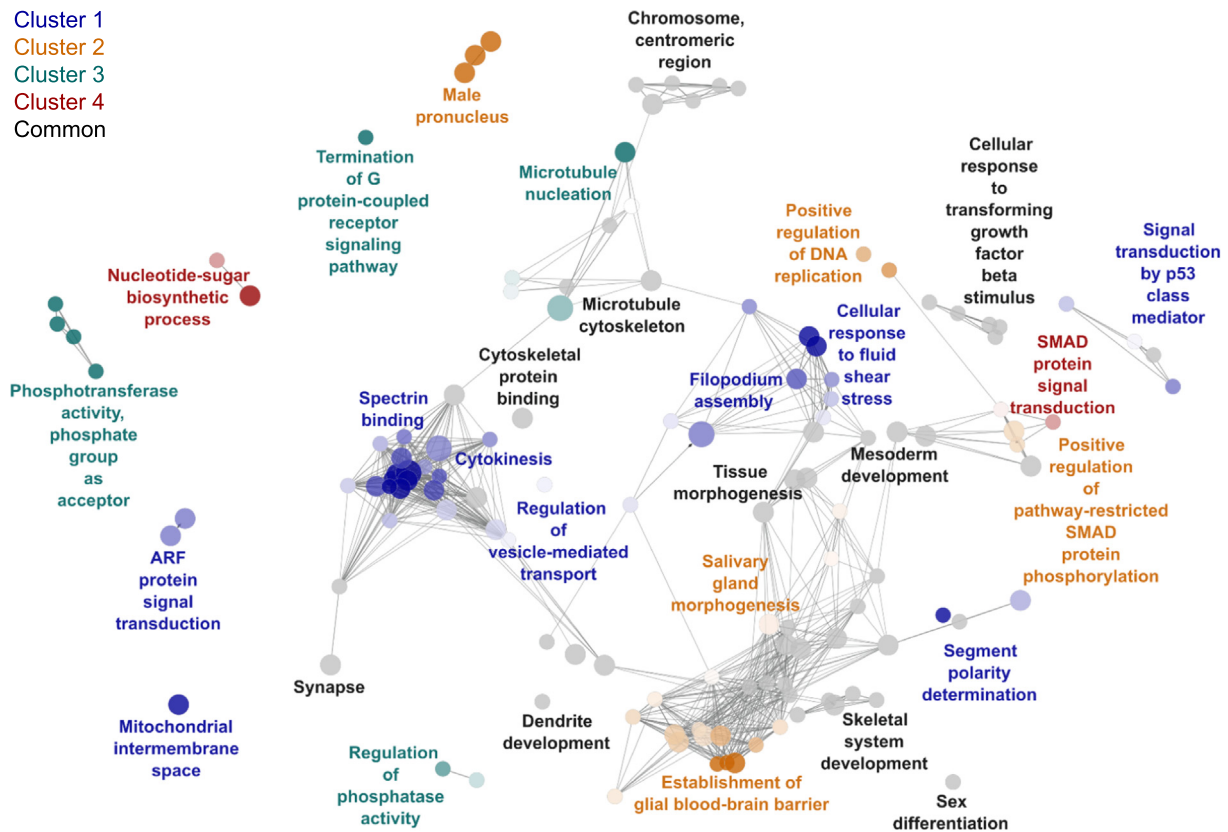 Cluster 1
Cluster 2
Cluster 3
Cluster 4
Common
Chromosome,
centromeric
region
Male
pronucleus
Termination
of G
protein-coupled
receptor
signaling
pathway
Microtubule
nucleation
Cellular
response
to
transforming
growth
factor
beta
stimulus
Positive
regulation
of DNA
replication
Signal
transduction
by p53
class
mediator
Nucleotide-sugar
biosynthetic
process
Microtubule
cytoskeleton
Cellular
response
to fluid
shear
stress
SMAD
protein
signal
transduction
Cytoskeletal
protein
binding
Filopodium
assembly
Phosphotransferase
activity,
phosphate
group
as
acceptor
Spectrin
binding
Cytokinesis
Mesoderm
development
Tissue
morphogenesis
Positive
regulation
of
pathway-restricted
SMAD
protein
phosphorylation
Regulation
of
vesicle-mediated
transport
ARF
protein
signal
transduction
Salivary
gland
morphogenesis
Segment
polarity
determination
Synapse
Mitochondrial
intermembrane
space
Dendrite
development
Skeletal
system
development
Regulation
of
phosphatase
activity
Establishment of
glial blood-brain barrier
Sex
differentiation